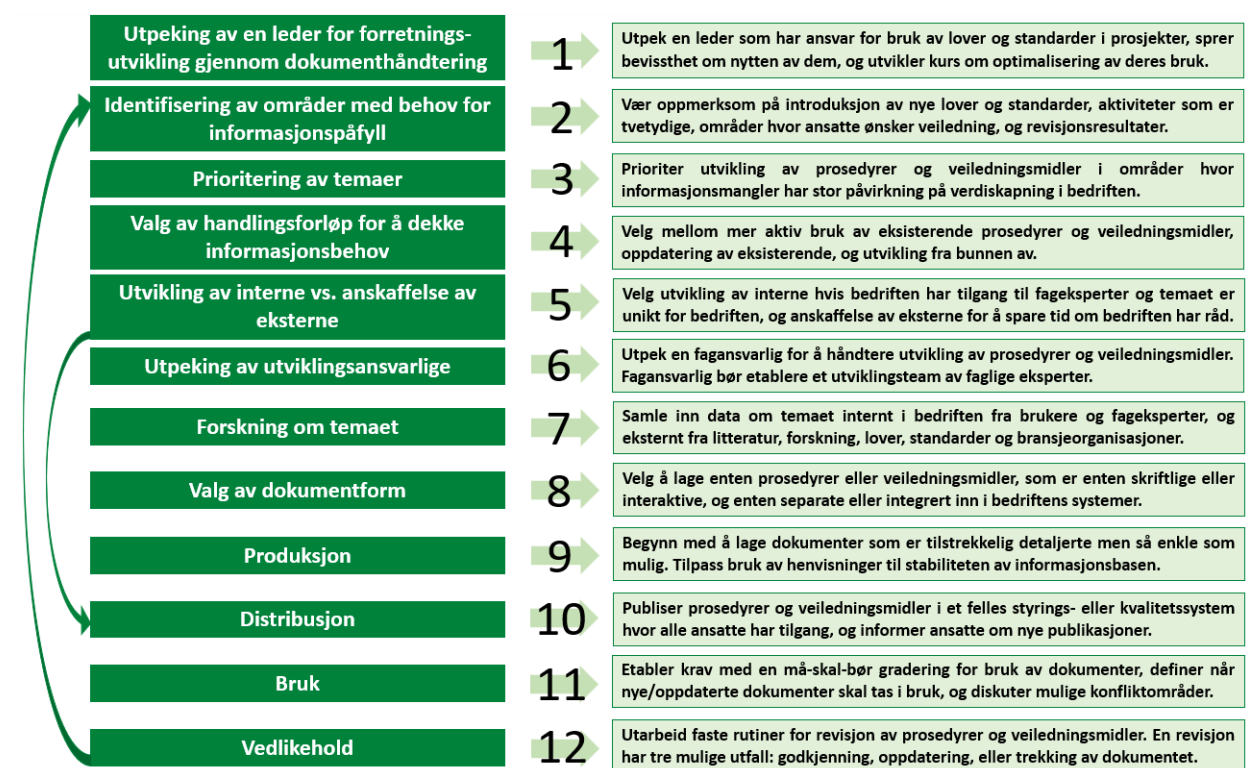 Utpeking av en leder for forretnings-
utvikling gjennom dokumenthåndtering
1
Utpek en leder som har ansvar for bruk av lover og standarder i prosjekter, sprer
bevissthet om nytten av dem, og utvikler kurs om optimalisering av deres bruk.
Identifisering av områder med behov for
informasjonspåfyll
2
Vær oppmerksom på introduksjon av nye lover og standarder, aktiviteter som er
tvetydige, områder hvor ansatte ønsker veiledning, og revisjonsresultater.
Prioritering av temaer
3
Prioriter utvikling av prosedyrer og veiledningsmidler i områder hvor
informasjonsmangler har stor påvirkning på verdiskapning i bedriften.
Valg av handlingsforløp for å dekke
informasjonsbehov
4
Velg mellom mer aktiv bruk av eksisterende prosedyrer og veiledningsmidler,
oppdatering av eksisterende, og utvikling fra bunnen av.
Utvikling av interne vs. anskaffelse av
eksterne
5
Velg utvikling av interne hvis bedriften har tilgang til fageksperter og temaet er
unikt for bedriften, og anskaffelse av eksterne for å spare tid om bedriften har råd.
Utpeking av utviklingsansvarlige
6
Utpek en fagansvarlig for å håndtere utvikling av prosedyrer og veiledningsmidler.
Fagansvarlig bør etablere et utviklingsteam av faglige eksperter.
Forskning om temaet
7
Samle inn data om temaet internt i bedriften fra brukere og fageksperter, og
eksternt fra litteratur, forskning, lover, standarder og bransjeorganisasjoner.
Valg av dokumentform
8
Velg å lage enten prosedyrer eller veiledningsmidler, som er enten skriftlige eller
interaktive, og enten separate eller integrert inn i bedriftens systemer.
Produksjon
9
Begynn med å lage dokumenter som er tilstrekkelig detaljerte men så enkle som
mulig. Tilpass bruk av henvisninger til stabiliteten av informasjonsbasen.
Distribusjon
10
Publiser prosedyrer og veiledningsmidler i et felles styrings- eller kvalitetssystem
hvor alle ansatte har tilgang, og informer ansatte om nye publikasjoner.
Bruk
11
Etabler krav med en må-skal-bør gradering for bruk av dokumenter, definer når
nye/oppdaterte dokumenter skal tas i bruk, og diskuter mulige konfliktområder.
Vedlikehold
12
Utarbeid faste rutiner for revisjon av prosedyrer og veiledningsmidler. En revisjon
har tre mulige utfall: godkjenning, oppdatering, eller trekking av dokumentet.